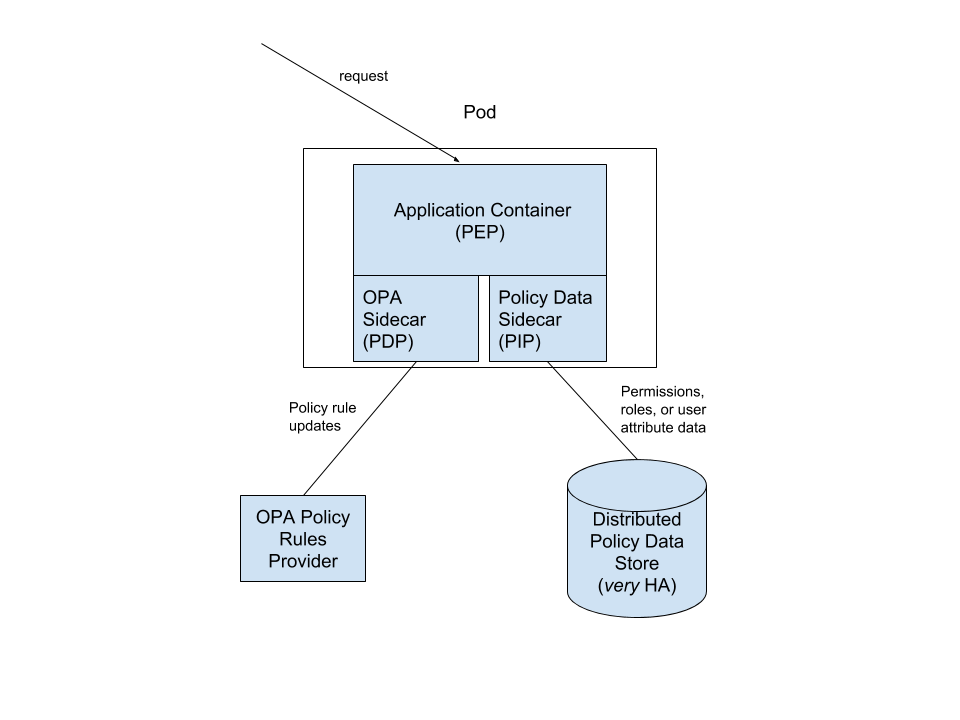 request
Pod
Application Container
(PEP)
OPA
Sidecar
(PDP)
Policy Data
Sidecar
(PIP)
Policy rule
updates
Permissions,
roles, or user
attribute data
OPA Policy
Rules
Provider
Distributed
Policy Data
Store
(very HA)